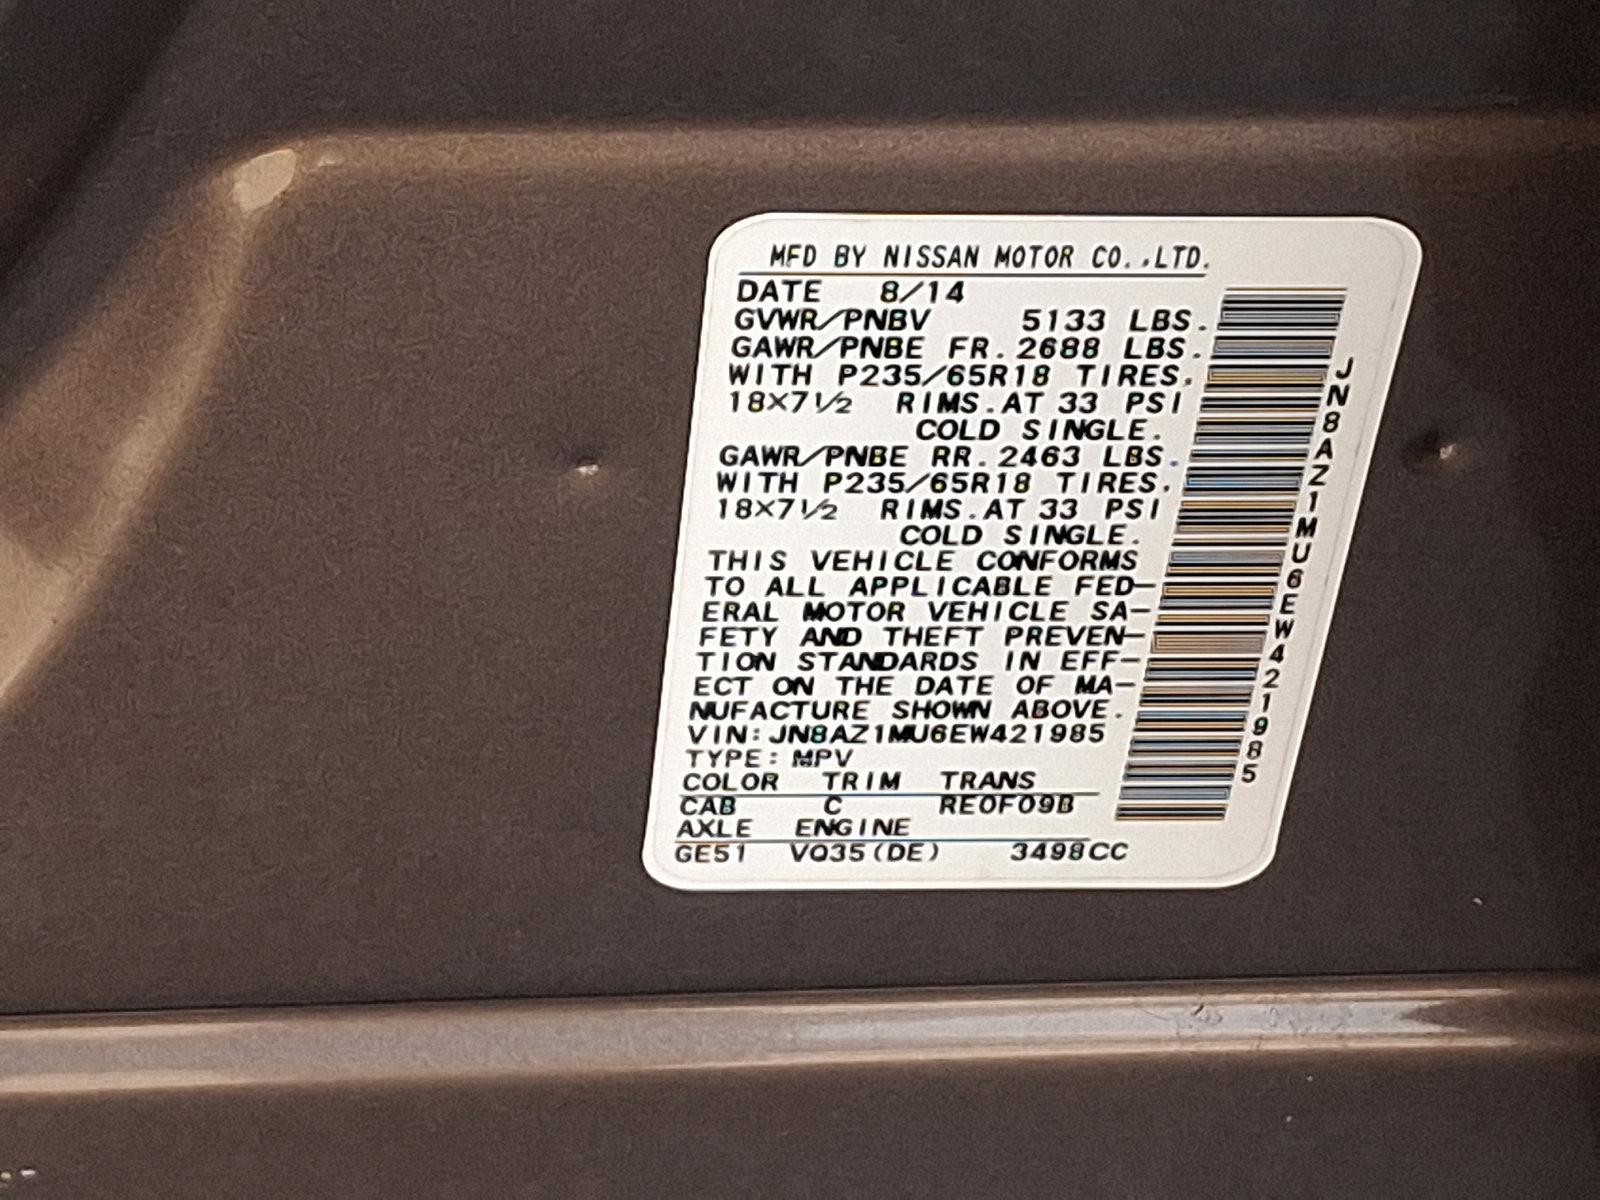 MFD BY NISSAN MOTOR CO.,LTD.
DATE 8/14
GVWR/PNBV 5133 LBS.
GAWR/PNBE FR.2688 LBS.
WITH P235/65R18 TIRES,
18X7½ RIMS.AT 33 PSI
COLD SINGLE.
GAWR/PNBE RR.2463 LBS.
WITH P235/65R18 TIRES,
18X7½ RIMS.AT 33 PSI
COLD SINGLE.
THIS VEHICLE CONFORMS
TO ALL APPLICABLE FED-
ERAL MOTOR VEHICLE SA-
FETY AND THEFT PREVEN-
TION STANDARDS IN EFF-
ECT ON THE DATE OF MA-
NUFACTURE SHOWN ABOVE.
VIN:JN8AZ1MU6EW421985
TYPE:MPV
COLOR TRIM TRANS
CAB C RE0F09B
AXLE ENGINE
GE51 VQ35(DE) 3498CC
JN8AZ1MU6EW421985